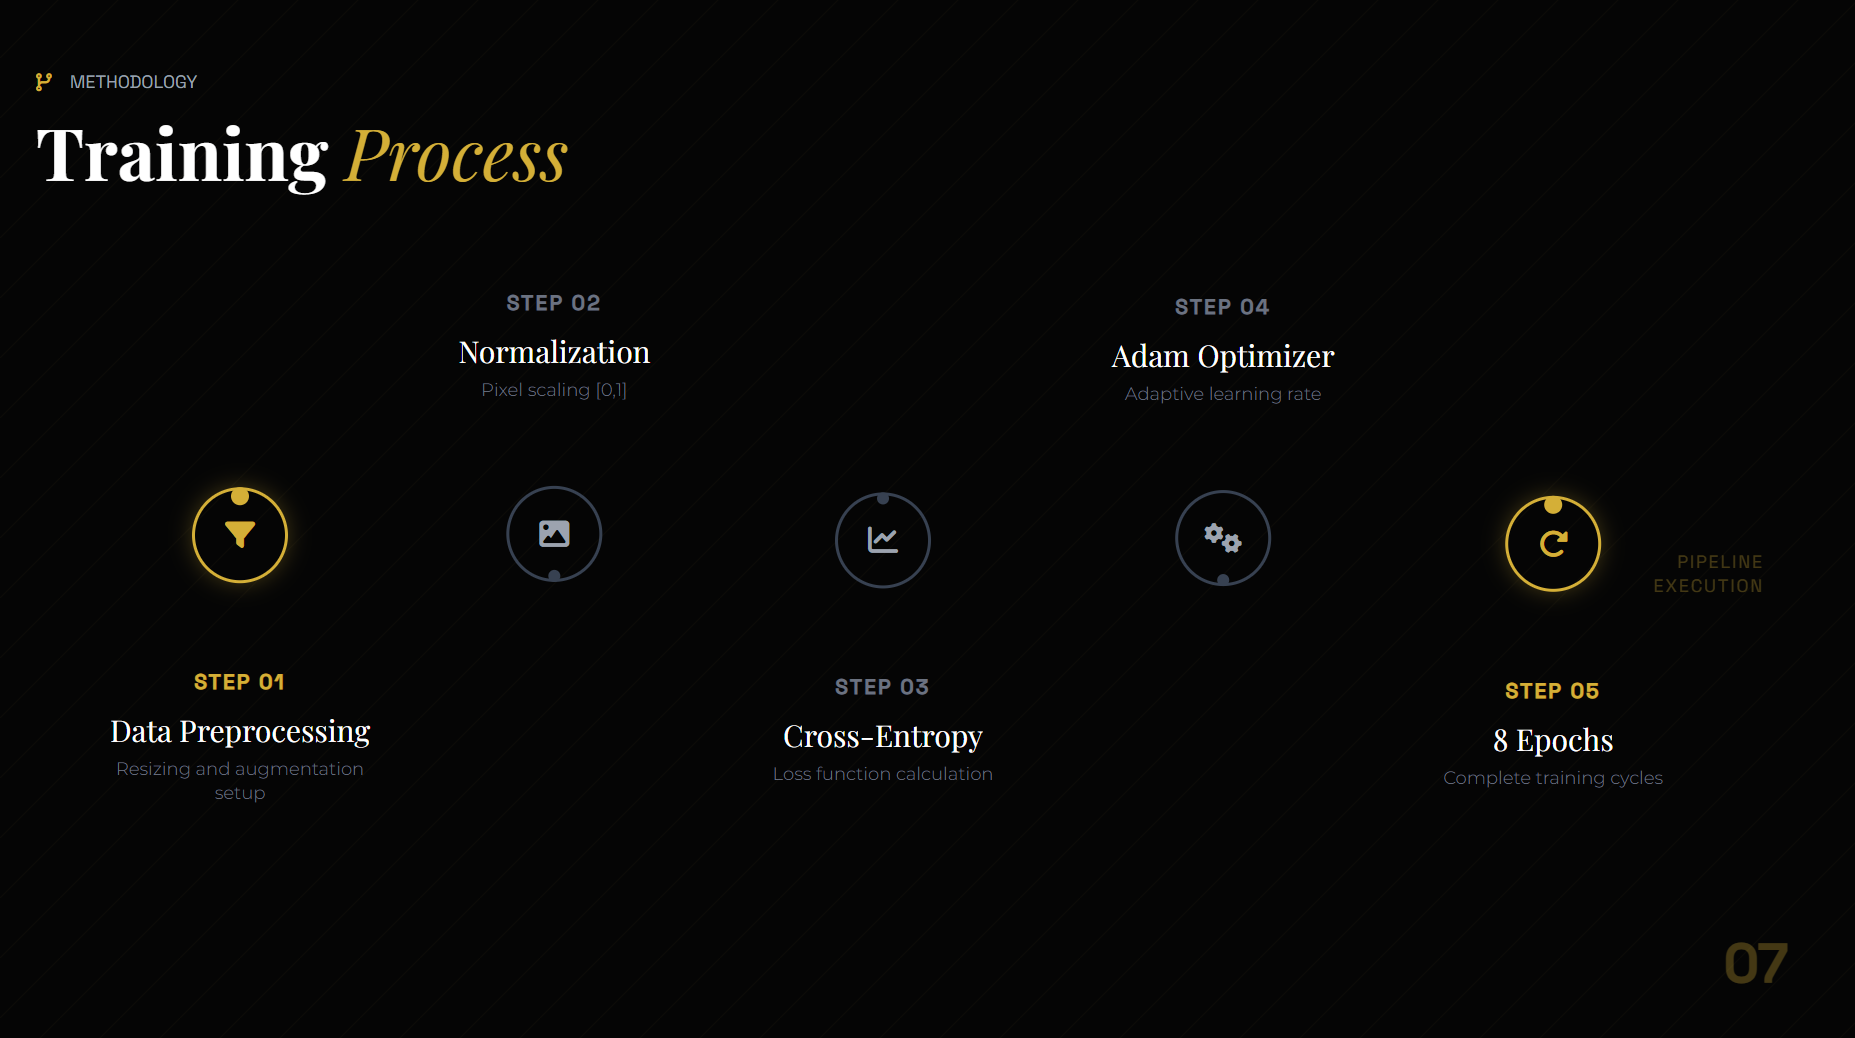 METHODOLOGY
Training Process
STEP 02
Normalization
Pixel scaling [0,1]
STEP 04
Adam Optimizer
Adaptive learning rate
PIPELINE
EXECUTION
STEP 01
Data Preprocessing
Resizing and augmentation
setup
STEP 03
Cross-Entropy
Loss function calculation
STEP 05
8 Epochs
Complete training cycles
07